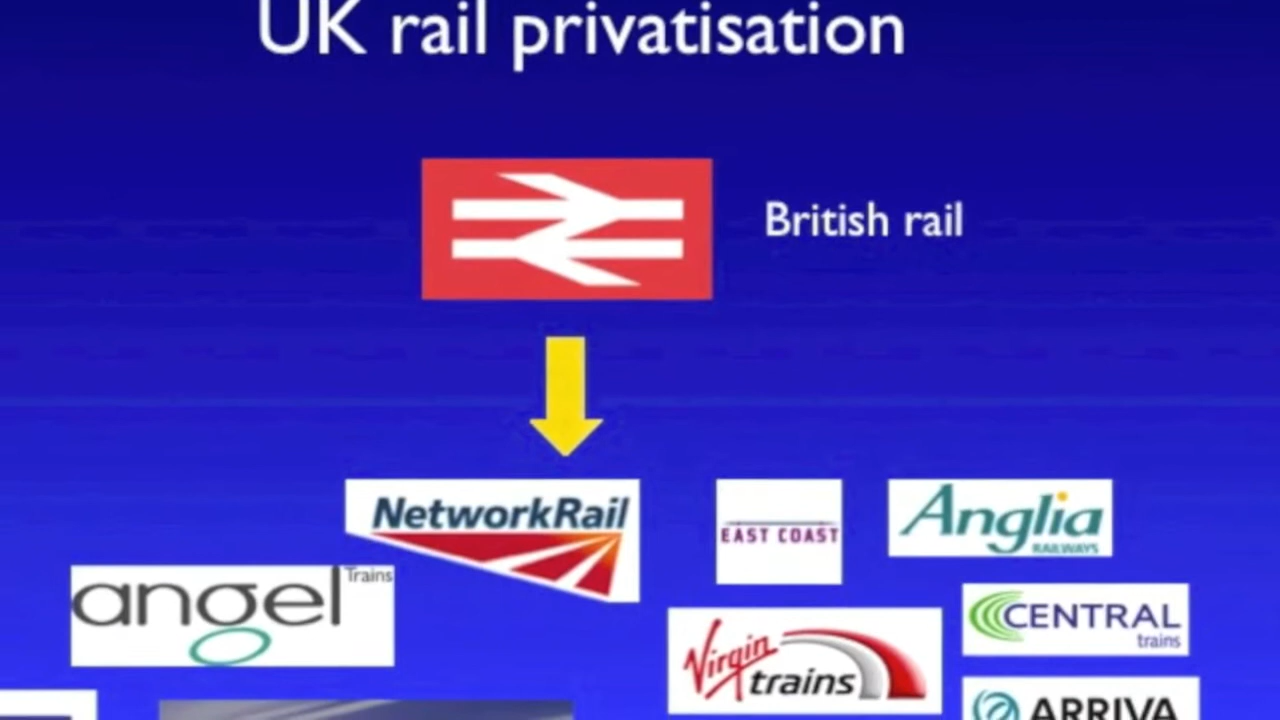 UK rail privatisation
British rail
NetworkRail
EAST COAST
Anglia
RAILWAYS
angel Trains
Virgin
trains
CENTRAL
trains
ARRIVA